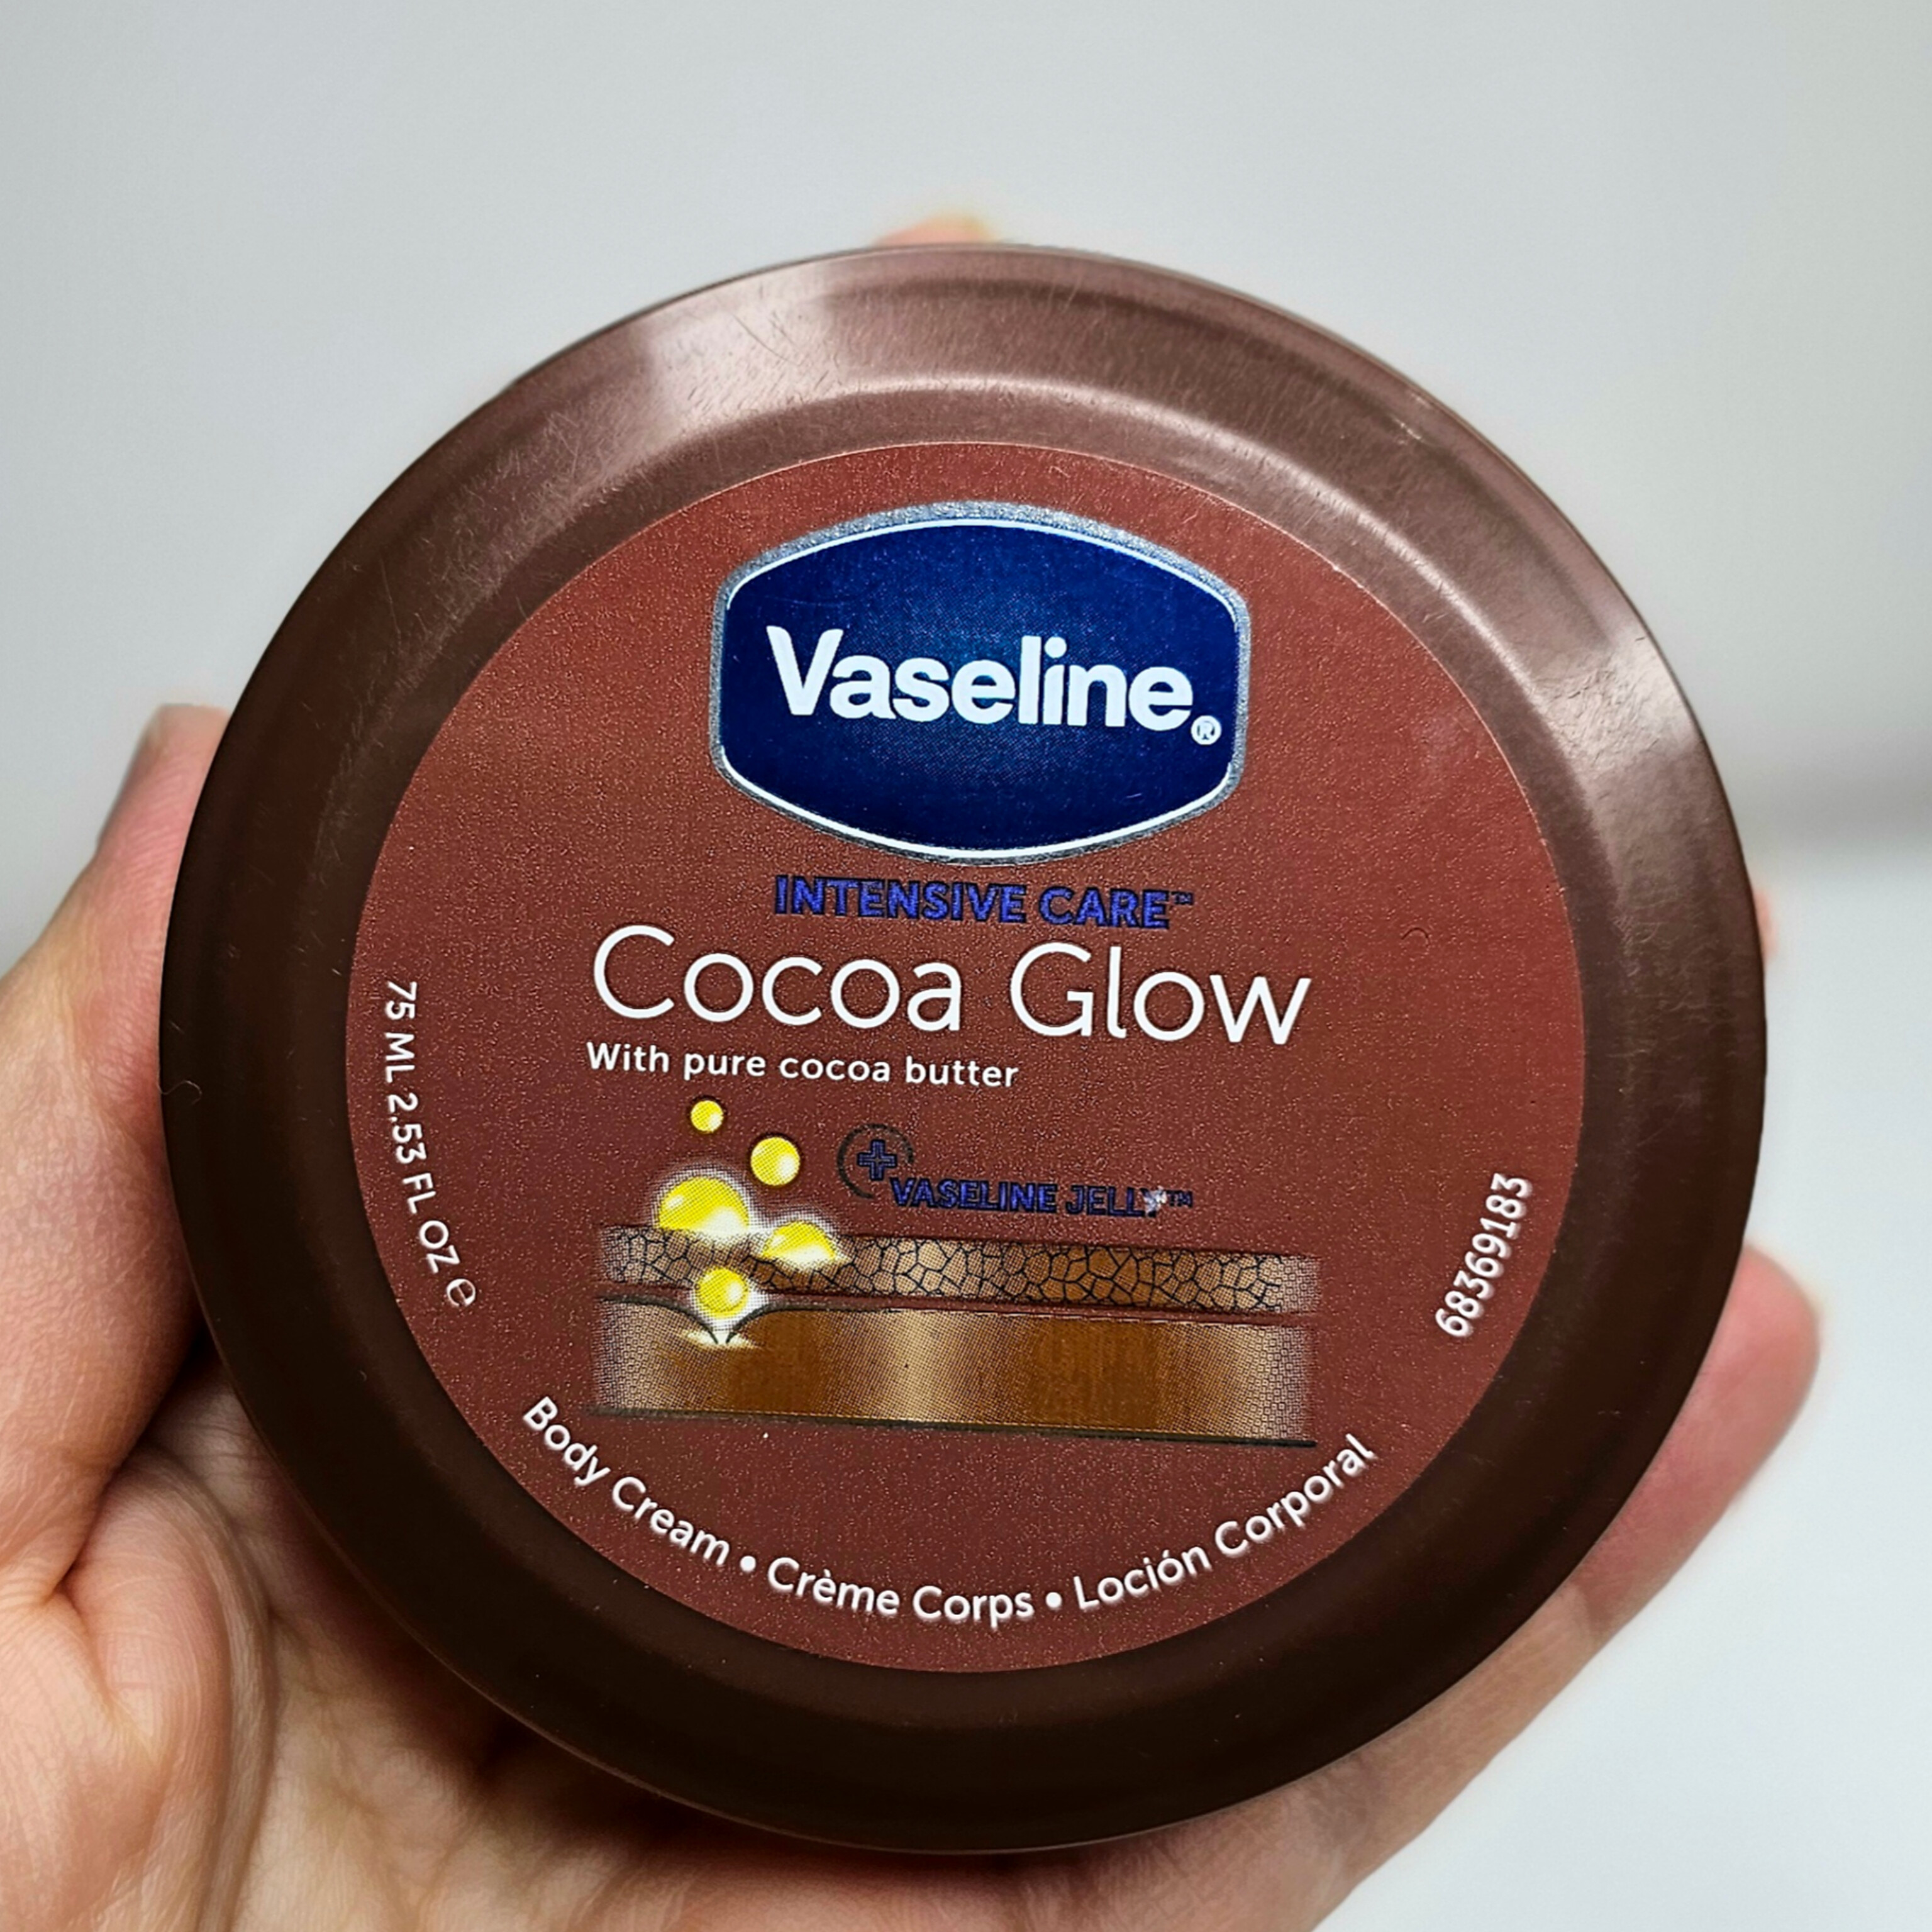 Vaseline®
INTENSIVE CARE™
Cocoa Glow
With pure cocoa butter
VASELINE JELLY™
75 ML 2.53 FL OZ ℮
68369183
Body Cream • Crème Corps • Loción Corporal